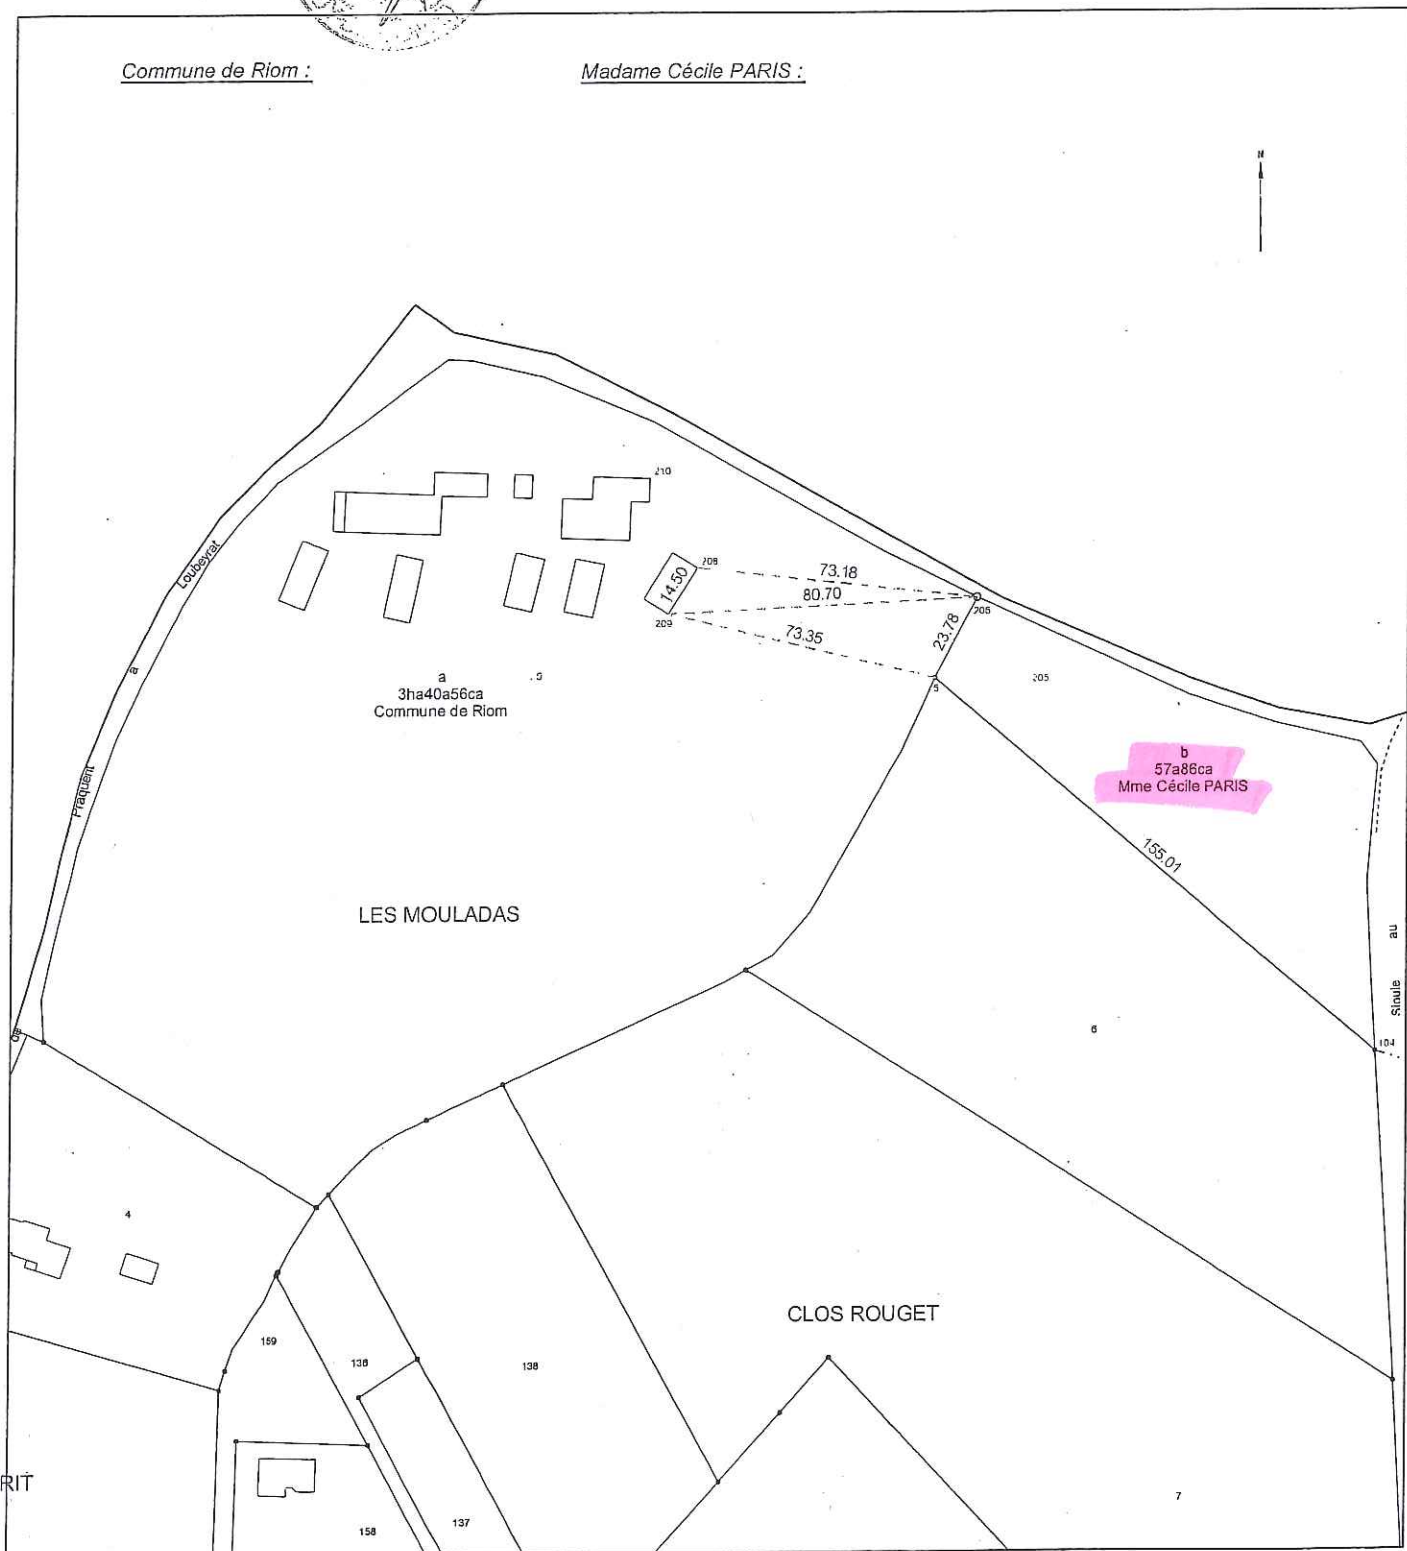 Commune de Riom :
Madame Cécile PARIS :
N
210
208
73.18
14.50
80.70
206
209
73.35
23.78
Loubeyrat
a
a
3ha40a56ca
Commune de Riom
5
5
205
b
57a86ca
Mme Cécile PARIS
Praquent
155.01
LES MOULADAS
au
Sioule
de
6
104
4
CLOS ROUGET
159
136
138
RIT
7
158
137